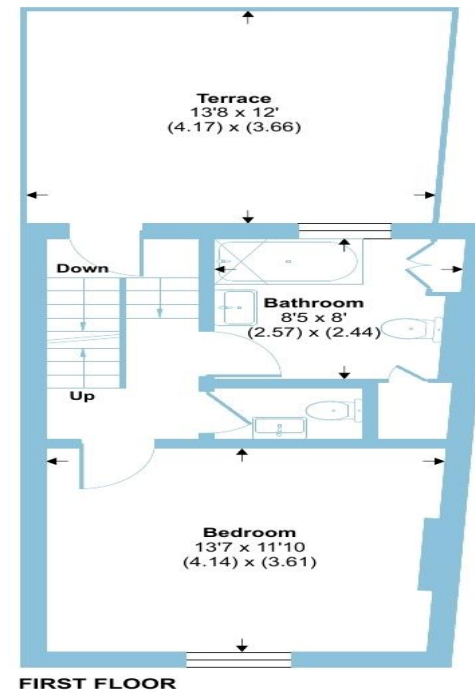 Terrace
13'8 x 12'
(4.17) x (3.66)
Down
Bathroom
8'5 x 8'
(2.57) x (2.44)
Up
Bedroom
13'7 x 11'10
(4.14) x (3.61)
FIRST FLOOR